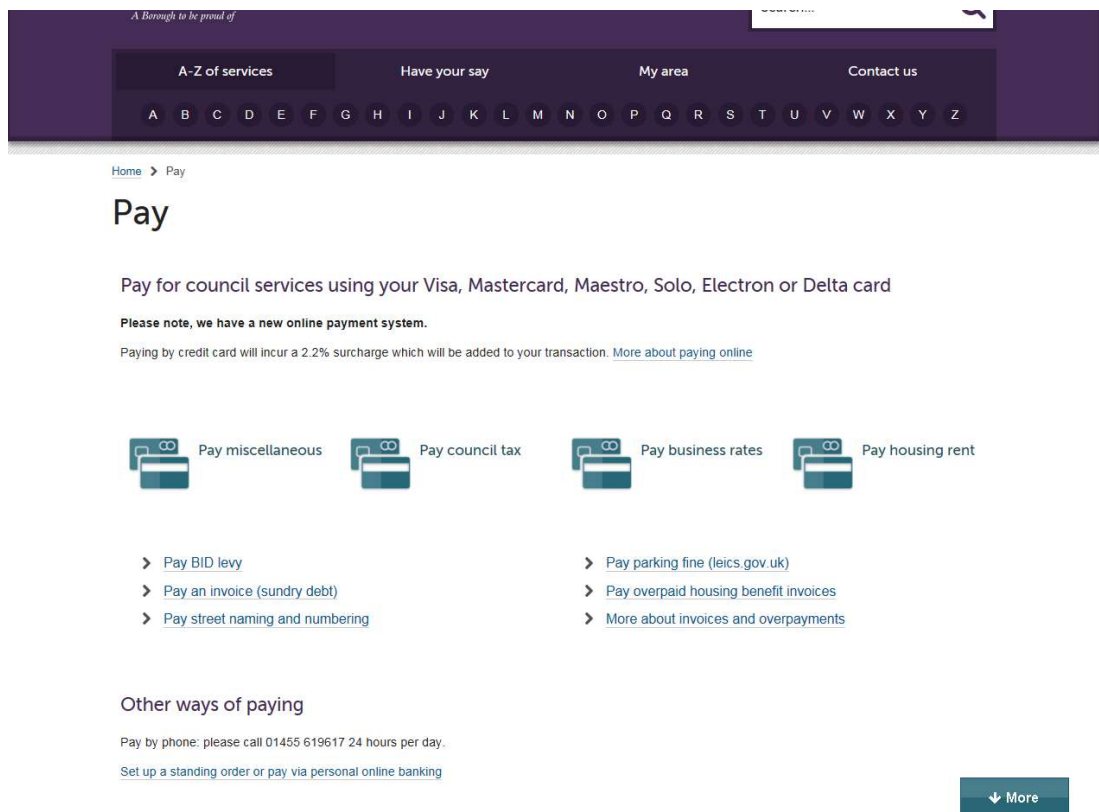 A Borough to be proud of
Search...
A-Z of services Have your say My area Contact us
A B C D E F G H I J K L M N O P Q R S T U V W X Y Z
Home > Pay
Pay
Pay for council services using your Visa, Mastercard, Maestro, Solo, Electron or Delta card
Please note, we have a new online payment system.
Paying by credit card will incur a 2.2% surcharge which will be added to your transaction. More about paying online
Pay miscellaneous Pay council tax Pay business rates Pay housing rent
Pay BID levy
Pay an invoice (sundry debt)
Pay street naming and numbering
Pay parking fine (leics.gov.uk)
Pay overpaid housing benefit invoices
More about invoices and overpayments
Other ways of paying
Pay by phone: please call 01455 619617 24 hours per day.
Set up a standing order or pay via personal online banking
More